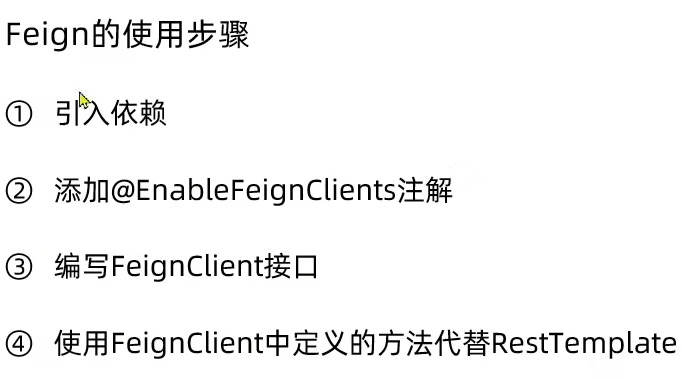 Feign的使用步骤
① 引入依赖
② 添加@EnableFeignClients注解
③ 编写FeignClient接口
④ 使用FeignClient中定义的方法代替RestTemplate